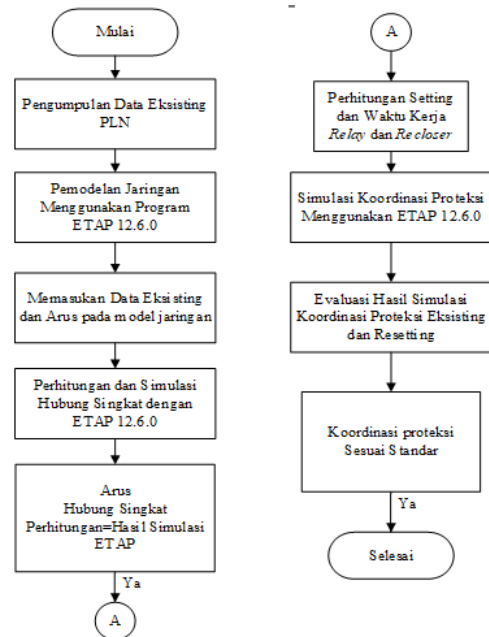 Mulai
Pengumpulan Data Eksisting
PLN
Pemodelan Jaringan
Menggunakan Program
ETAP 12.6.0
Memasukan Data Eksisting
dan Arus pada model jaringan
Perhitungan dan Simulasi
Hubung Singkat dengan
ETAP 12.6.0
Arus
Hubung Singkat
Perhitungan=Hasil Simulasi
ETAP
Ya
A
A
Perhitungan Setting
dan Waktu Kerja
Relay dan Recloser
Simulasi Koordinasi Proteksi
Menggunakan ETAP 12.6.0
Evaluasi Hasil Simulasi
Koordinasi Proteksi Eksisting
dan Resetting
Koordinasi proteksi
Sesuai Standar
Ya
Selesai